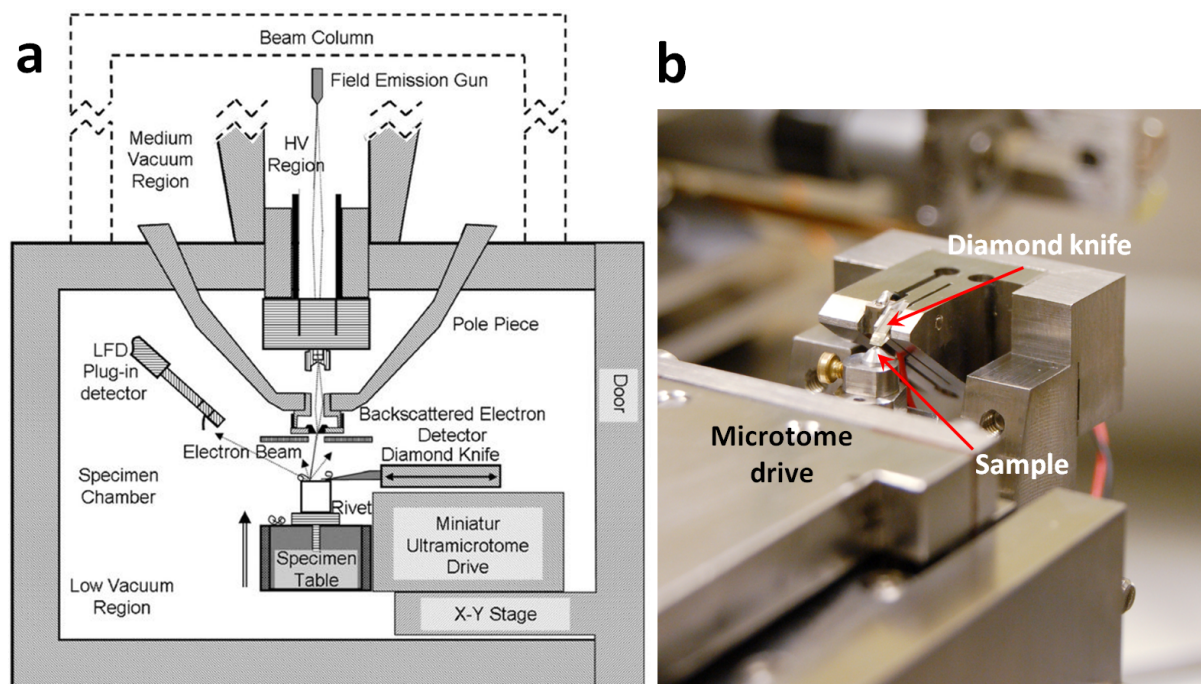 a
Beam Column
Field Emission Gun
Medium
Vacuum
Region
HV
Region
Pole Piece
LFD
Plug-in
detector
Door
Backscattered Electron
Detector
Electron Beam
Diamond Knife
Specimen
Chamber
Rivet
Miniatur
Ultramicrotome
Drive
Specimen
Table
Low Vacuum
Region
X-Y Stage
b
Diamond knife
Microtome
drive
Sample